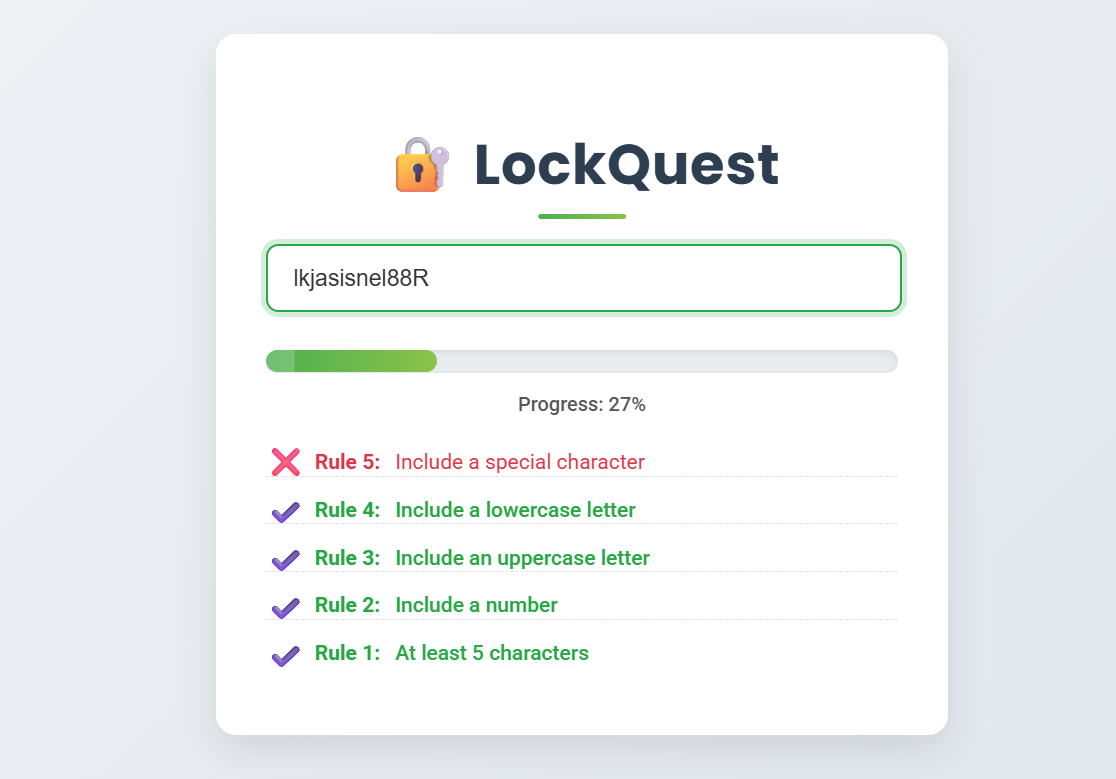 LockQuest
lkjasisnel88R
Progress: 27%
Rule 5: Include a special character
Rule 4: Include a lowercase letter
Rule 3: Include an uppercase letter
Rule 2: Include a number
Rule 1: At least 5 characters